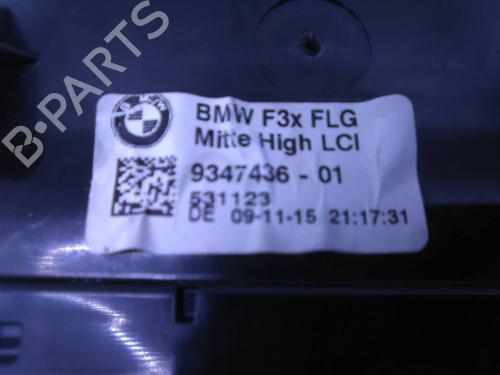 B-PARTS
BMW
BMW F3x FLG
Mitte High LCI
9347436 - 01
531123
DE 09-11-15 21:17:31